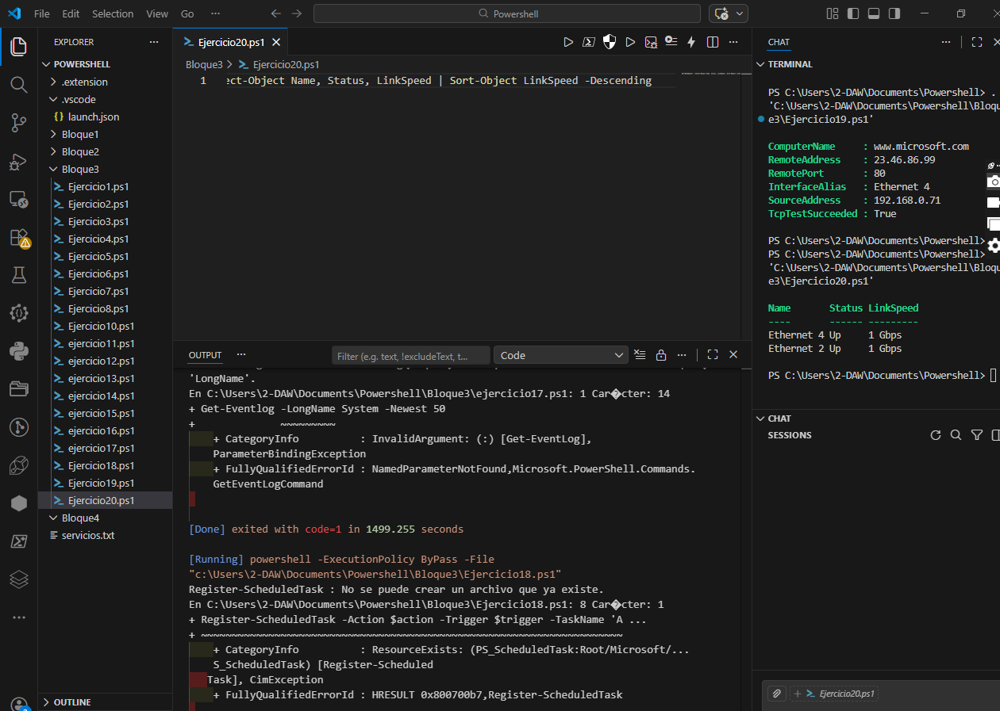 File Edit Selection View Go ··· Powershell
EXPLORER ···
POWERSHELL
.extension
.vscode
{} launch.json
Bloque1
Bloque2
Bloque3
Ejercicio1.ps1
Ejercicio2.ps1
Ejercicio3.ps1
Ejercicio4.ps1
Ejercicio5.ps1
Ejercicio6.ps1
Ejercicio7.ps1
Ejercicio8.ps1
Ejercicio10.ps1
ejercicio11.ps1
ejercicio12.ps1
ejercicio13.ps1
ejercicio14.ps1
ejercicio15.ps1
ejercicio16.ps1
ejercicio17.ps1
Ejercicio18.ps1
Ejercicio19.ps1
Ejercicio20.ps1
Bloque4
servicios.txt
OUTLINE
Ejercicio20.ps1
Bloque3 > Ejercicio20.ps1
1 ect-Object Name, Status, LinkSpeed | Sort-Object LinkSpeed -Descending
OUTPUT ··· Filter (e.g. text, !excludeText, t... Code
'LongName'.
En C:\Users\2-DAW\Documents\Powershell\Bloque3\ejercicio17.ps1: 1 Car�cter: 14
+ Get-Eventlog -LongName System -Newest 50
+ ~~~~~~~~~
+ CategoryInfo : InvalidArgument: (:) [Get-EventLog],
ParameterBindingException
+ FullyQualifiedErrorId : NamedParameterNotFound,Microsoft.PowerShell.Commands.
GetEventLogCommand
[Done] exited with code=1 in 1499.255 seconds
[Running] powershell -ExecutionPolicy ByPass -File
"c:\Users\2-DAW\Documents\Powershell\Bloque3\Ejercicio18.ps1"
Register-ScheduledTask : No se puede crear un archivo que ya existe.
En C:\Users\2-DAW\Documents\Powershell\Bloque3\Ejercicio18.ps1: 8 Car�cter: 1
+ Register-ScheduledTask -Action $action -Trigger $trigger -TaskName 'A ...
+ ~~~~~~~~~~~~~~~~~~~~~~~~~~~~~~~~~~~~~~~~~~~~~~~~~~~~~~~~~~~~~~~~~~~~~
+ CategoryInfo : ResourceExists: (PS_ScheduledTask:Root/Microsoft/...
S_ScheduledTask) [Register-Scheduled
Task], CimException
+ FullyQualifiedErrorId : HRESULT 0x800700b7,Register-ScheduledTask
CHAT ···
TERMINAL
PS C:\Users\2-DAW\Documents\Powershell> .
'C:\Users\2-DAW\Documents\Powershell\Bloqu
e3\Ejercicio19.ps1'
ComputerName : www.microsoft.com
RemoteAddress : 23.46.86.99
RemotePort : 80
InterfaceAlias : Ethernet 4
SourceAddress : 192.168.0.71
TcpTestSucceeded : True
PS C:\Users\2-DAW\Documents\Powershell>
PS C:\Users\2-DAW\Documents\Powershell>
'C:\Users\2-DAW\Documents\Powershell\Bloqu
e3\Ejercicio20.ps1'
Name Status LinkSpeed
---- ------ ---------
Ethernet 4 Up 1 Gbps
Ethernet 2 Up 1 Gbps
PS C:\Users\2-DAW\Documents\Powershell>
CHAT
SESSIONS
+ Ejercicio20.ps1